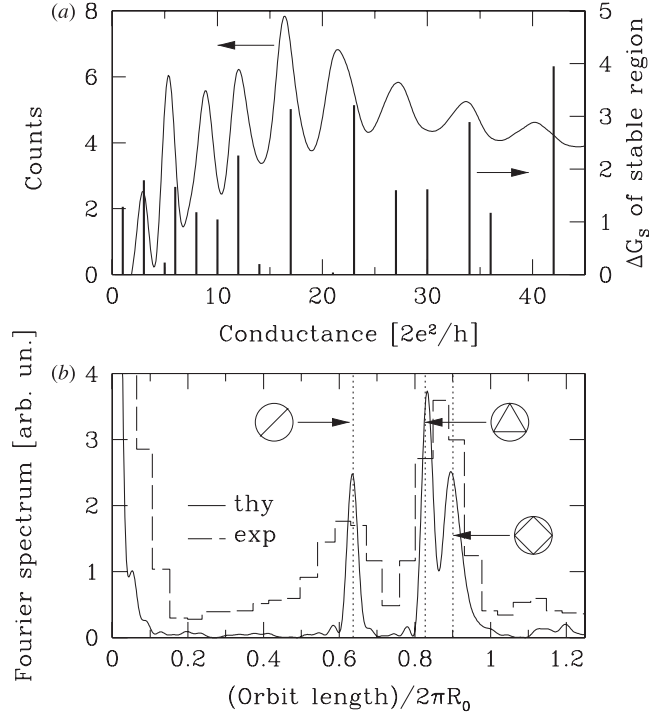 (a)
8
6
4
2
0
Counts
5
4
3
2
1
0
ΔG_S of stable region
0 10 20 30 40
Conductance [2e²/h]
(b)
4
3
2
1
0
Fourier spectrum [arb. un.]
thy
exp
0 0.2 0.4 0.6 0.8 1 1.2
(Orbit length)/2πR₀